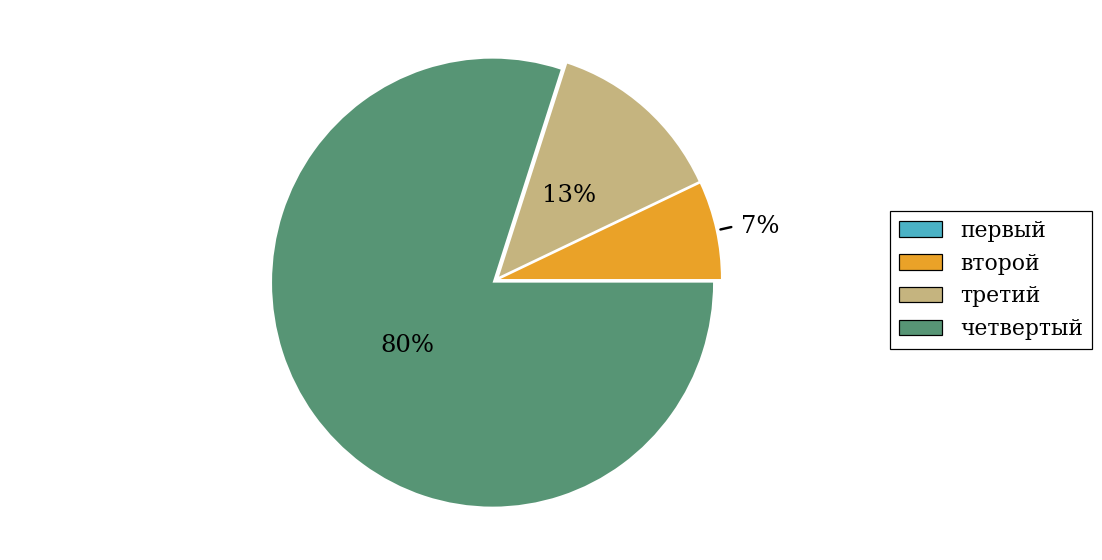 13%
7%
80%
первый
второй
третий
четвертый